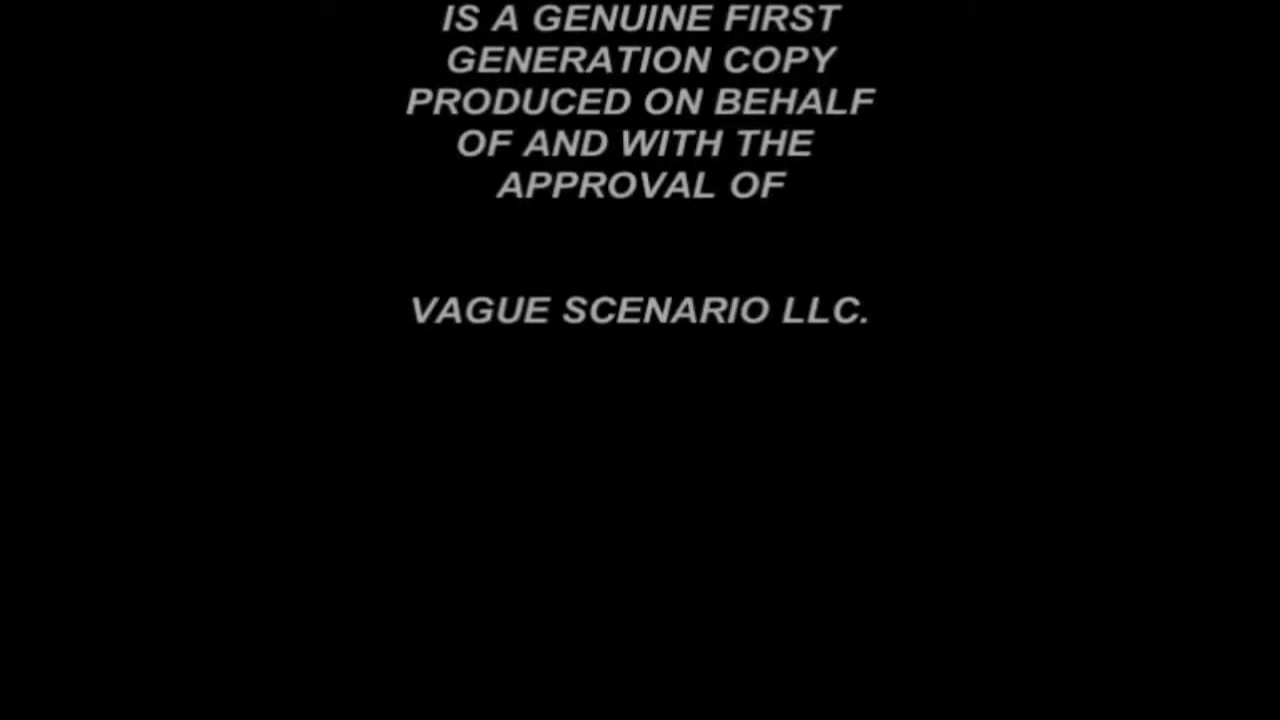 IS A GENUINE FIRST
GENERATION COPY
PRODUCED ON BEHALF
OF AND WITH THE
APPROVAL OF
VAGUE SCENARIO LLC.